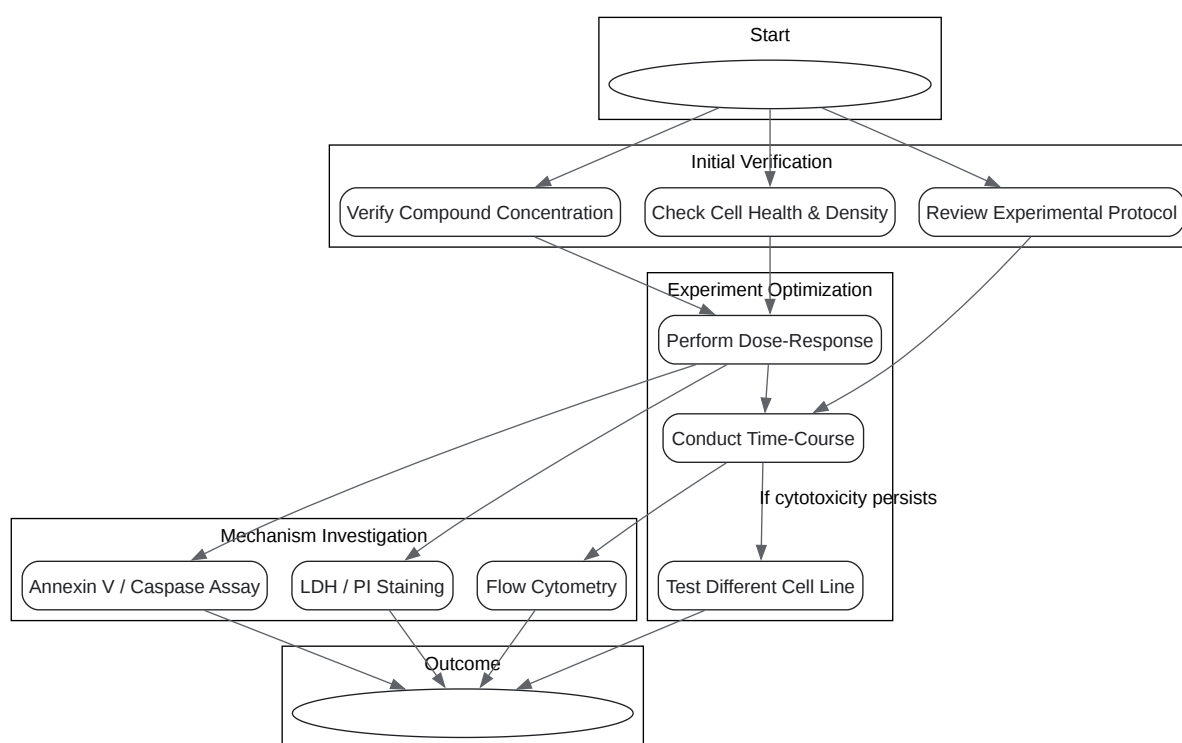 Start
Initial Verification
Verify Compound Concentration
Check Cell Health & Density
Review Experimental Protocol
Experiment Optimization
Perform Dose-Response
Conduct Time-Course
If cytotoxicity persists
Mechanism Investigation
Annexin V / Caspase Assay
LDH / PI Staining
Flow Cytometry
Test Different Cell Line
Outcome